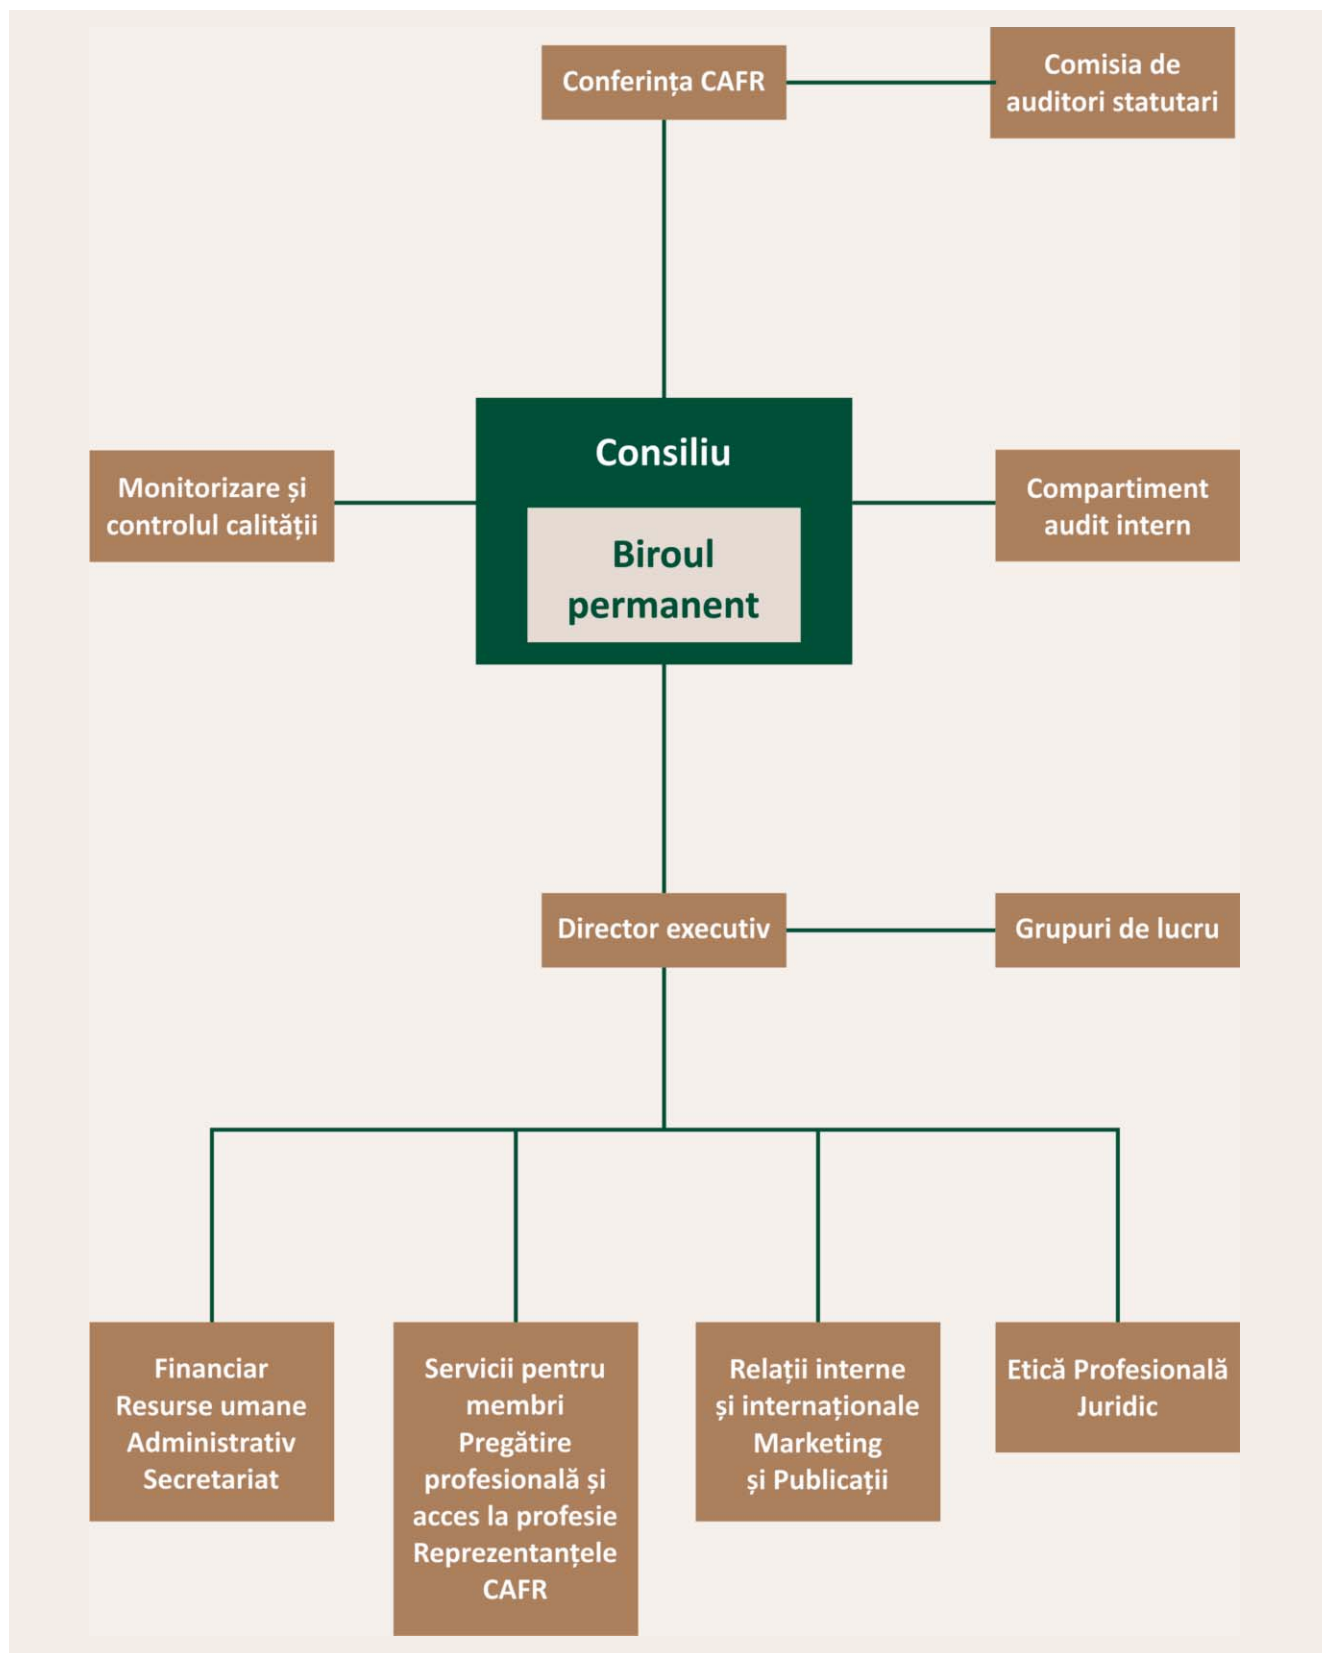 Conferința CAFR
Comisia de
auditori statutari
Consiliu
Biroul
permanent
Monitorizare și
controlul calității
Compartiment
audit intern
Director executiv
Grupuri de lucru
Financiar
Resurse umane
Administrativ
Secretariat
Servicii pentru
membri
Pregătire
profesională și
acces la profesie
Reprezentanțele
CAFR
Relații interne
și internaționale
Marketing
și Publicații
Etică Profesională
Juridic